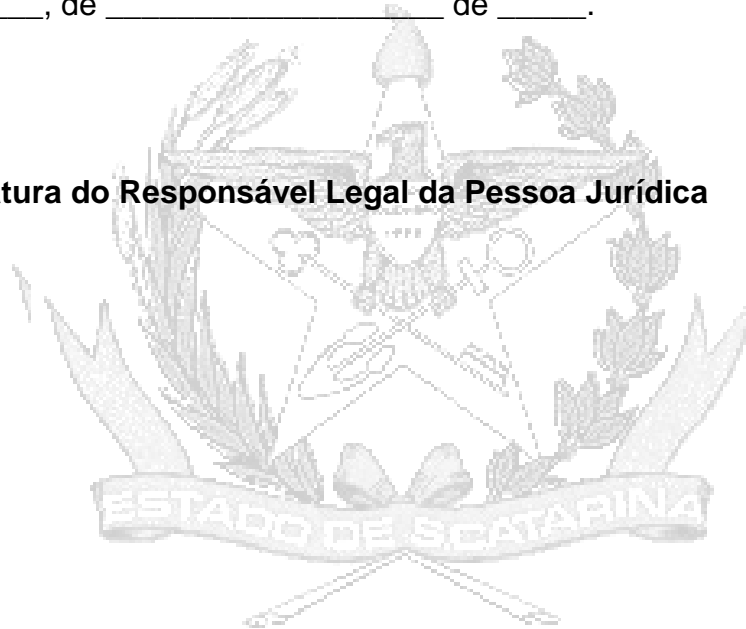 ___, de ____________________ de _____.
tura do Responsável Legal da Pessoa Jurídica
ESTADO DE S.CATARINA